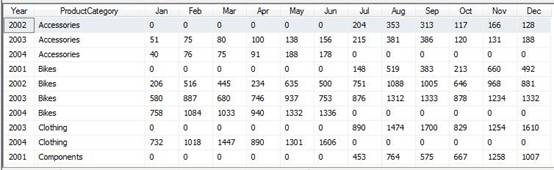 Year ProductCategory Jan Feb Mar Apr May Jun Jul Aug Sep Oct Nov Dec
2002 Accessories 0 0 0 0 0 0 204 353 313 117 166 128
2003 Accessories 51 75 80 100 138 156 215 381 386 120 131 188
2004 Accessories 40 76 75 91 188 178 0 0 0 0 0 0
2001 Bikes 0 0 0 0 0 0 148 519 383 213 660 492
2002 Bikes 206 516 445 234 635 500 751 1088 1005 646 968 881
2003 Bikes 580 887 680 746 937 753 876 1312 1333 878 1234 1332
2004 Bikes 758 1084 1033 940 1332 1336 0 0 0 0 0 0
2003 Clothing 0 0 0 0 0 0 890 1474 1700 829 1254 1610
2004 Clothing 732 1018 1447 890 1301 1606 0 0 0 0 0 0
2001 Components 0 0 0 0 0 0 453 764 575 667 1258 1007